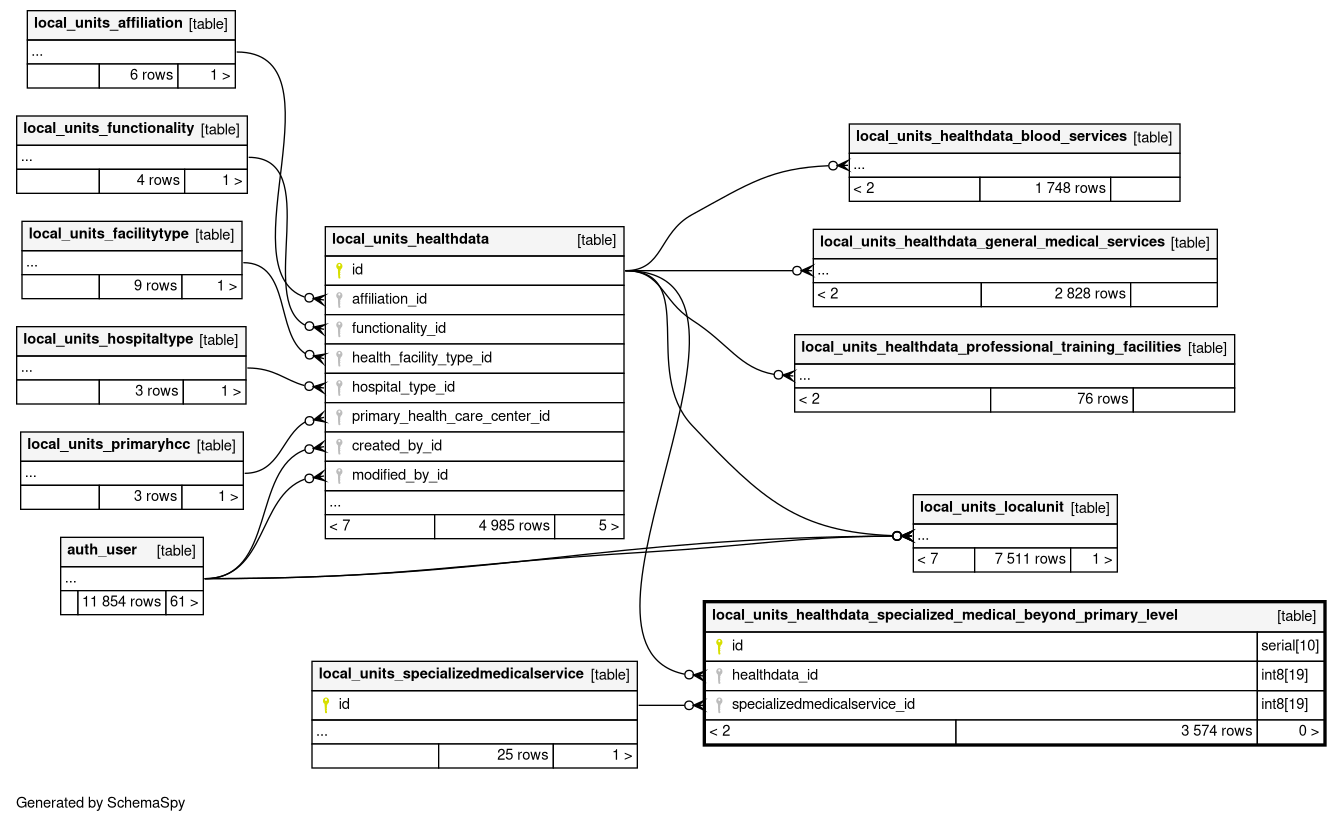 local_units_affiliation [table]
...
6 rows 1 >
local_units_functionality [table]
...
4 rows 1 >
local_units_facilitytype [table]
...
9 rows 1 >
local_units_hospitaltype [table]
...
3 rows 1 >
local_units_primaryhcc [table]
...
3 rows 1 >
auth_user [table]
...
11 854 rows 61 >
local_units_healthdata [table]
id
affiliation_id
functionality_id
health_facility_type_id
hospital_type_id
primary_health_care_center_id
created_by_id
modified_by_id
...
< 7 4 985 rows 5 >
local_units_specializedmedicalservice [table]
id
...
25 rows 1 >
local_units_healthdata_blood_services [table]
...
< 2 1 748 rows
local_units_healthdata_general_medical_services [table]
...
< 2 2 828 rows
local_units_healthdata_professional_training_facilities [table]
...
< 2 76 rows
local_units_localunit [table]
...
< 7 7 511 rows 1 >
local_units_healthdata_specialized_medical_beyond_primary_level [table]
id serial[10]
healthdata_id int8[19]
specializedmedicalservice_id int8[19]
< 2 3 574 rows 0 >
Generated by SchemaSpy